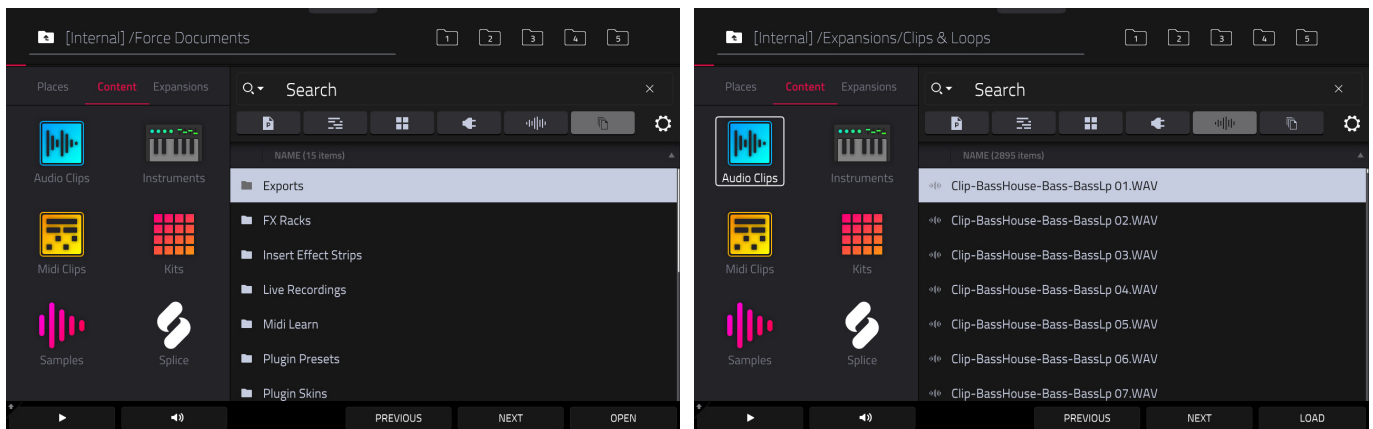 [Internal] /Force Documents
1 2 3 4 5
Places Content Expansions
Search ×
P
NAME (15 items)
Audio Clips Instruments
Midi Clips Kits
Samples Splice
Exports
FX Racks
Insert Effect Strips
Live Recordings
Midi Learn
Plugin Presets
Plugin Skins
PREVIOUS NEXT OPEN
[Internal] /Expansions/Clips & Loops
1 2 3 4 5
Places Content Expansions
Search ×
P
NAME (2895 items)
Audio Clips Instruments
Midi Clips Kits
Samples Splice
Clip-BassHouse-Bass-BassLp 01.WAV
Clip-BassHouse-Bass-BassLp 02.WAV
Clip-BassHouse-Bass-BassLp 03.WAV
Clip-BassHouse-Bass-BassLp 04.WAV
Clip-BassHouse-Bass-BassLp 05.WAV
Clip-BassHouse-Bass-BassLp 06.WAV
Clip-BassHouse-Bass-BassLp 07.WAV
PREVIOUS NEXT LOAD